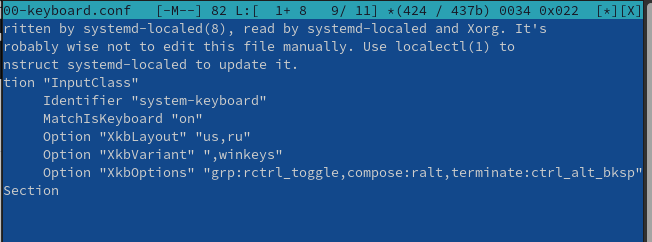 00-keyboard.conf [-M--] 82 L:[ 1+ 8 9/ 11] *(424 / 437b) 0034 0x022 [*][X]
ritten by systemd-localed(8), read by systemd-localed and Xorg. It's
robably wise not to edit this file manually. Use localectl(1) to
nstruct systemd-localed to update it.
tion "InputClass"
Identifier "system-keyboard"
MatchIsKeyboard "on"
Option "XkbLayout" "us,ru"
Option "XkbVariant" ",winkeys"
Option "XkbOptions" "grp:rctrl_toggle,compose:ralt,terminate:ctrl_alt_bksp"
Section